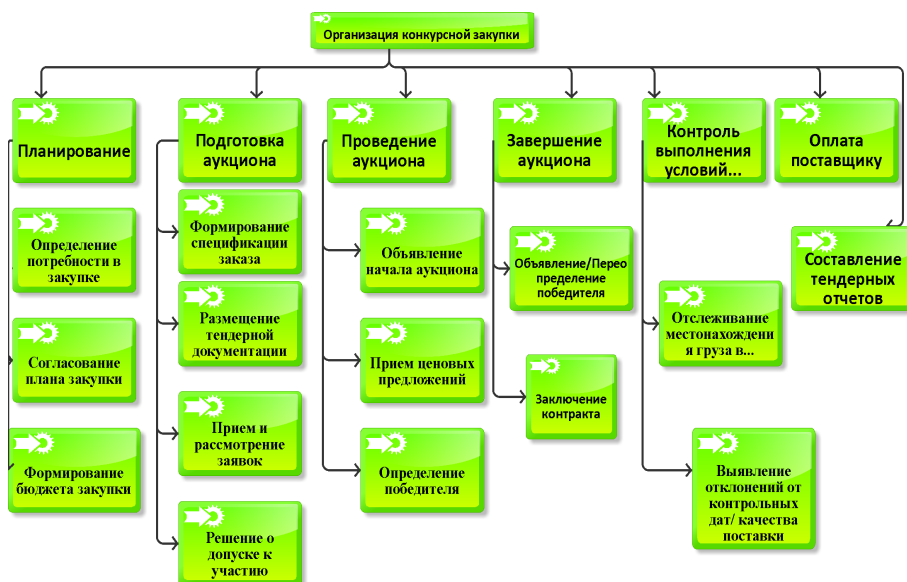 Организация конкурсной закупки
Планирование
Подготовка
аукциона
Проведение
аукциона
Завершение
аукциона
Контроль
выполнения
условий...
Оплата
поставщику
Определение
потребности в
закупке
Согласование
плана закупки
Формирование
бюджета закупки
Формирование
спецификации
заказа
Размещение
тендерной
документации
Прием и
рассмотрение
заявок
Решение о
допуске к
участию
Объявление
начала аукциона
Прием ценовых
предложений
Определение
победителя
Объявление/Перео
пределение
победителя
Заключение
контракта
Отслеживание
местонахождени
я груза в...
Выявление
отклонений от
контрольных
дат/ качества
поставки
Составление
тендерных
отчетов